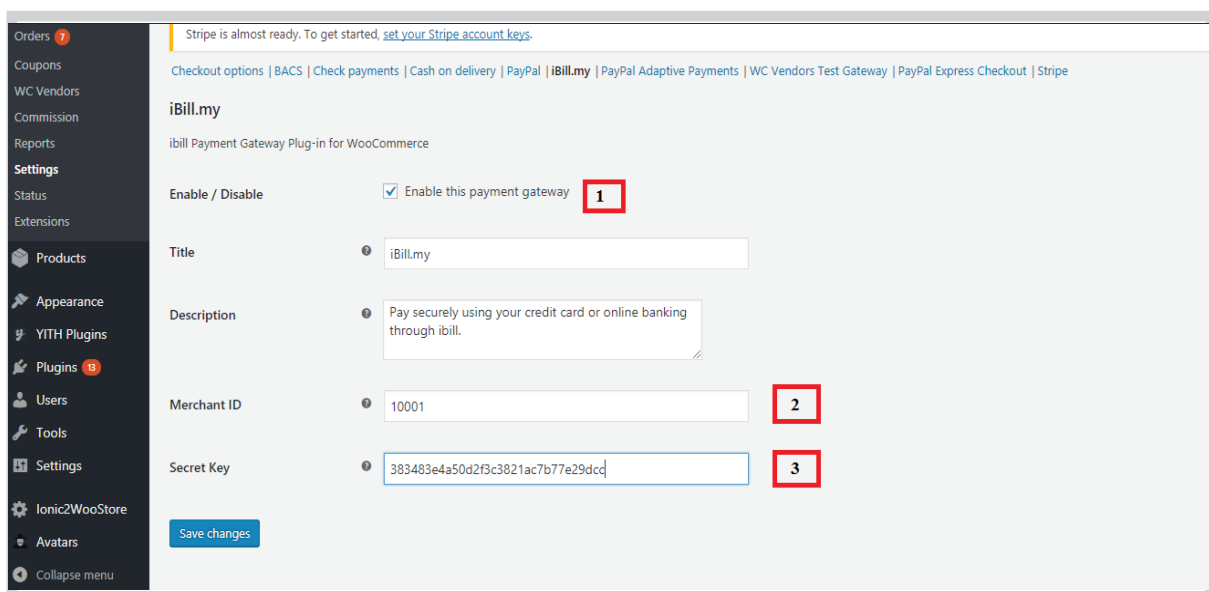 Orders 7
Stripe is almost ready. To get started, set your Stripe account keys.
Coupons
Checkout options | BACS | Check payments | Cash on delivery | PayPal | iBill.my | PayPal Adaptive Payments | WC Vendors Test Gateway | PayPal Express Checkout | Stripe
WC Vendors
Commission
iBill.my
Reports
ibill Payment Gateway Plug-in for WooCommerce
Settings
Status
Enable / Disable
Enable this payment gateway
1
Extensions
Products
Title
iBill.my
Appearance
Description
Pay securely using your credit card or online banking
through ibill.
YITH Plugins
Plugins 13
Users
Merchant ID
10001
2
Tools
Settings
Secret Key
383483e4a50d2f3c3821ac7b77e29dcc
3
Ionic2WooStore
Save changes
Avatars
Collapse menu